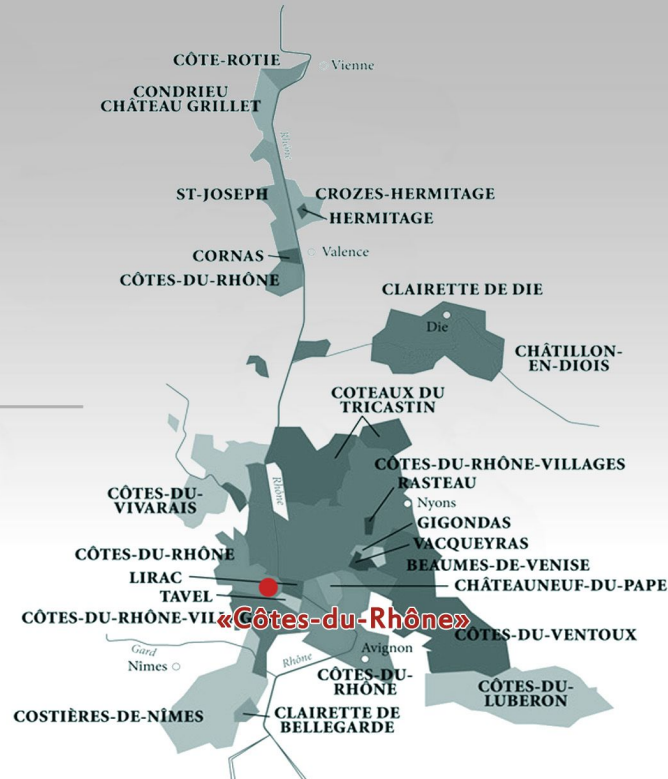 CÔTE-ROTIE
Vienne
CONDRIEU
CHÂTEAU GRILLET
Rhône
ST-JOSEPH
CROZES-HERMITAGE
HERMITAGE
CORNAS
Valence
CÔTES-DU-RHÔNE
CLAIRETTE DE DIE
Die
CHÂTILLON-
EN-DIOIS
COTEAUX DU
TRICASTIN
CÔTES-DU-RHÔNE-VILLAGES
RASTEAU
Rhône
CÔTES-DU-
VIVARAIS
Nyons
GIGONDAS
VACQUEYRAS
CÔTES-DU-RHÔNE
BEAUMES-DE-VENISE
LIRAC
CHÂTEAUNEUF-DU-PAPE
TAVEL
CÔTES-DU-RHÔNE-VILLAG
«Côtes-du-Rhône»
CÔTES-DU-VENTOUX
Gard
Avignon
Nîmes
Rhône
CÔTES-DU-
RHÔNE
CÔTES-DU-
LUBERON
COSTIÈRES-DE-NÎMES
CLAIRETTE DE
BELLEGARDE